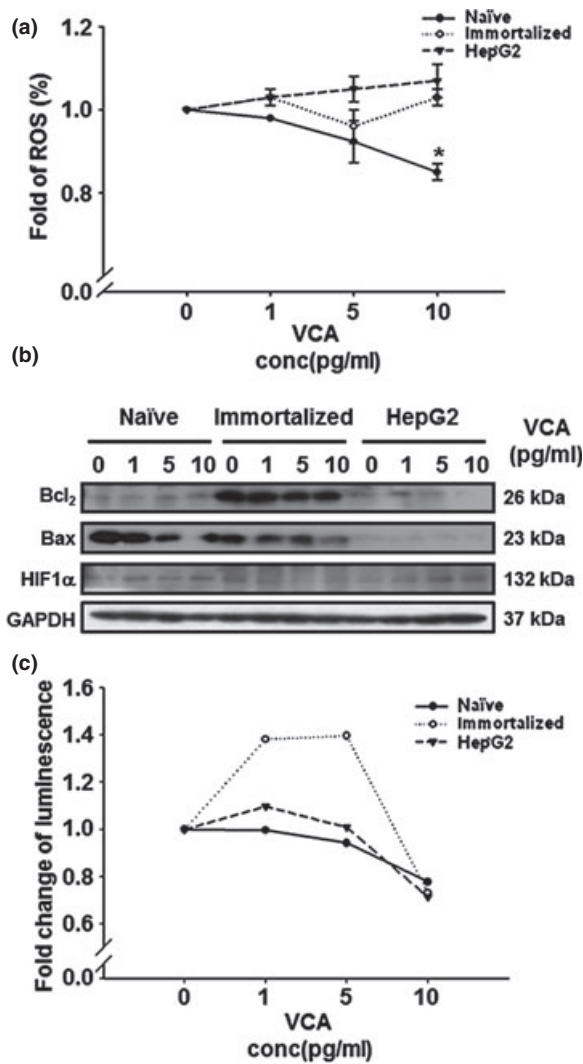 (a)
Naïve
Immortalized
HepG2
1.2
1.0
0.8
0.0
Fold of ROS (%)
*
0 1 5 10
VCA
conc(pg/ml)
(b)
Naïve Immortalized HepG2 VCA
0 1 5 10 0 1 5 10 0 1 5 10 (pg/ml)
Bcl₂ 26 kDa
Bax 23 kDa
HIF1α 132 kDa
GAPDH 37 kDa
(c)
Naïve
Immortalized
HepG2
1.6
1.4
1.2
1.0
0.8
0.6
0.0
Fold change of luminescence
0 1 5 10
VCA
conc(pg/ml)